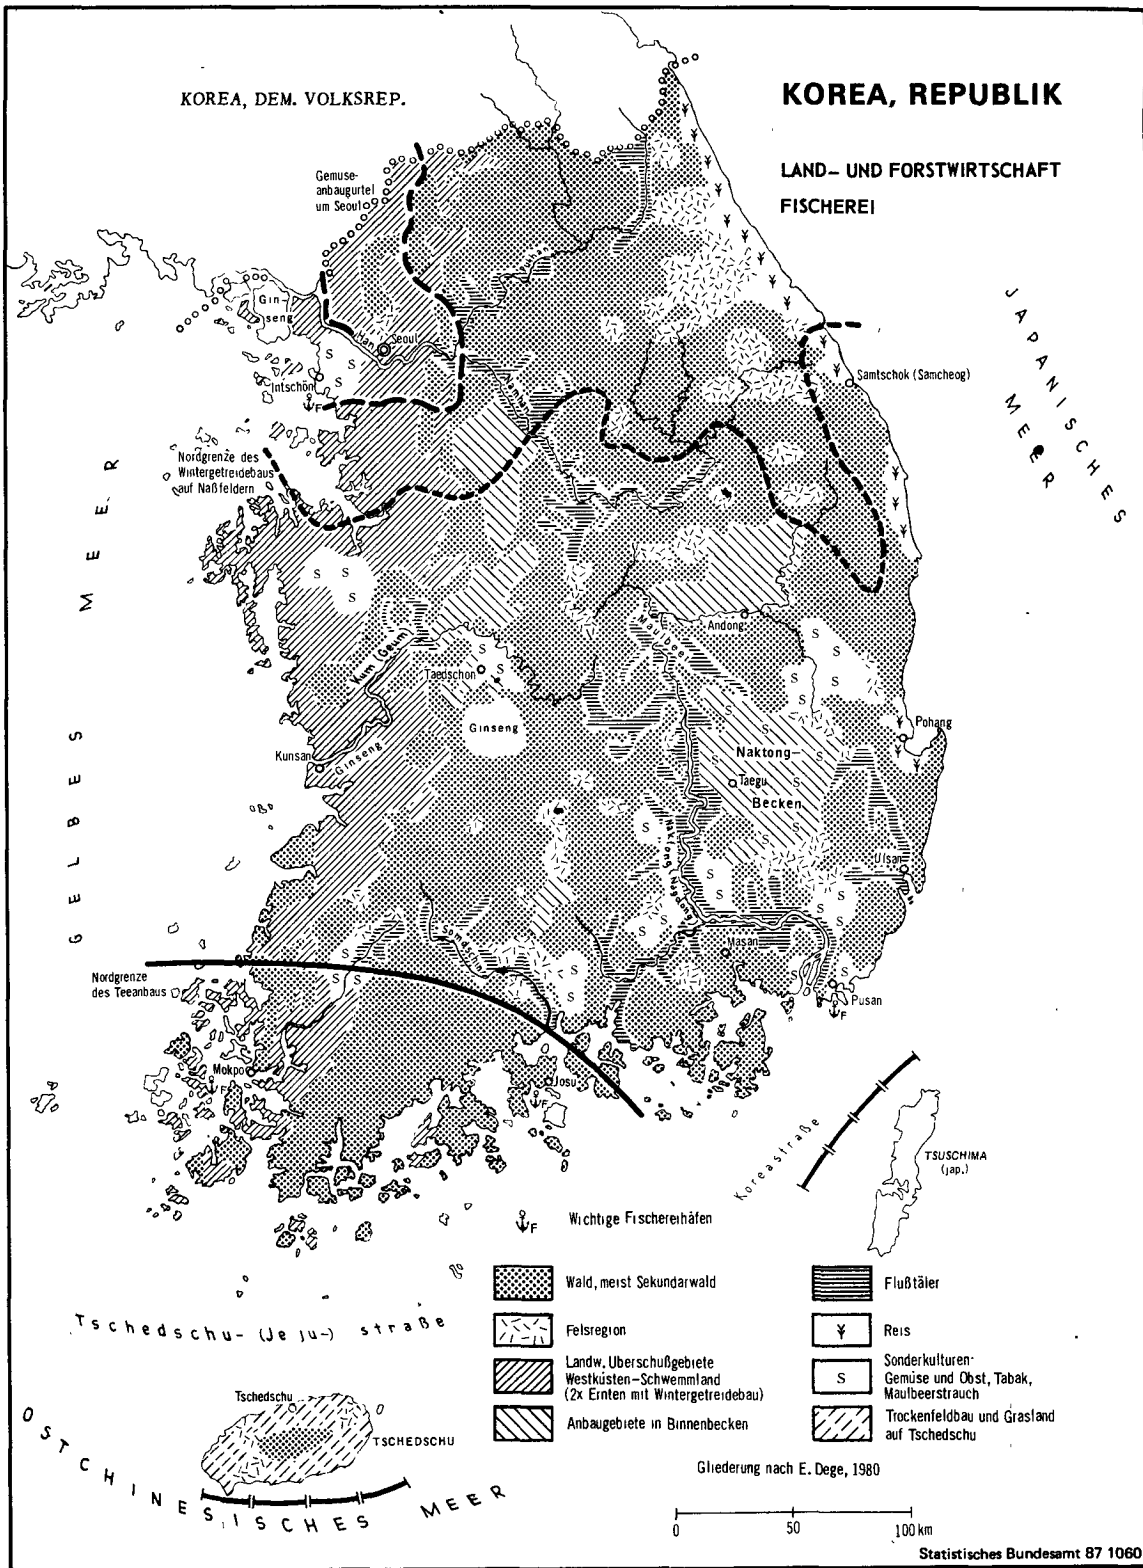 KOREA, DEM. VOLKSREP.
KOREA, REPUBLIK
LAND- UND FORSTWIRTSCHAFT
FISCHEREI
Gemüse-
anbaugürtel
um Seoul
Gin-
seng
Han
Seoul
Intschön
F
Samtschok (Samcheog)
JAPANISCHES
MEER
Nordgrenze des
Wintergetreidebaus
auf Naßfeldern
GELBES MEER
Andong
Maulbeer
Kum (Geum)
Taedschon
Ginseng
Kunsan
Ginseng
Pohang
Naktong-
Taegu
Becken
Naktong (Nagdong)
Ulsan
Masan
Pusan
F
Nordgrenze
des Teeanbaus
Mokpo
F
Josu
F
Koreastraße
TSUSCHIMA
(jap.)
F
Wichtige Fischereihäfen
Wald, meist Sekundarwald
Felsregion
Landw. Überschußgebiete
Westküsten-Schwemmland
(2x Ernten mit Wintergetreidebau)
Anbaugebiete in Binnenbecken
Flußtäler
Reis
S
Sonderkulturen-
Gemüse und Obst, Tabak,
Maulbeerstrauch
Trockenfeldbau und Grasland
auf Tschedschu
Tschedschu- (Jeju-) straße
Tschedschu
TSCHEDSCHU
OSTCHINESISCHES MEER
Gliederung nach E. Dege, 1980
0 50 100 km
Statistisches Bundesamt 87 1060